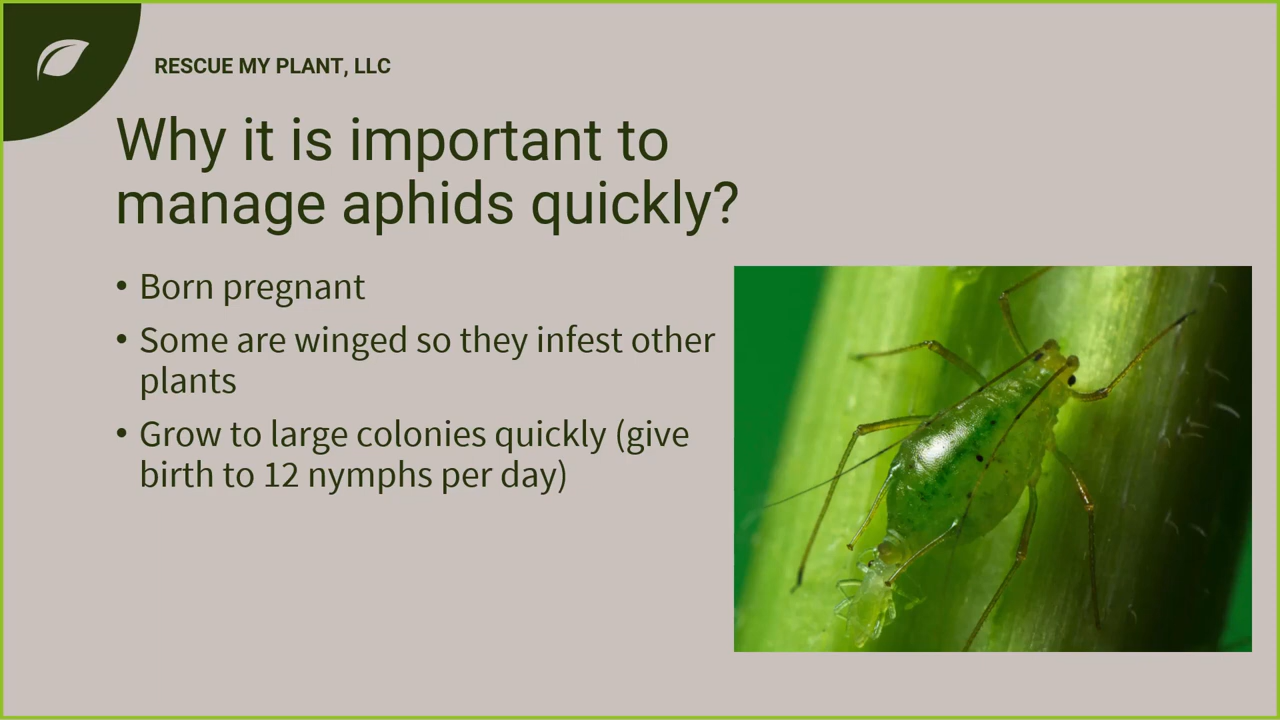 RESCUE MY PLANT, LLC
Why it is important to
manage aphids quickly?
• Born pregnant
• Some are winged so they infest other
plants
• Grow to large colonies quickly (give
birth to 12 nymphs per day)